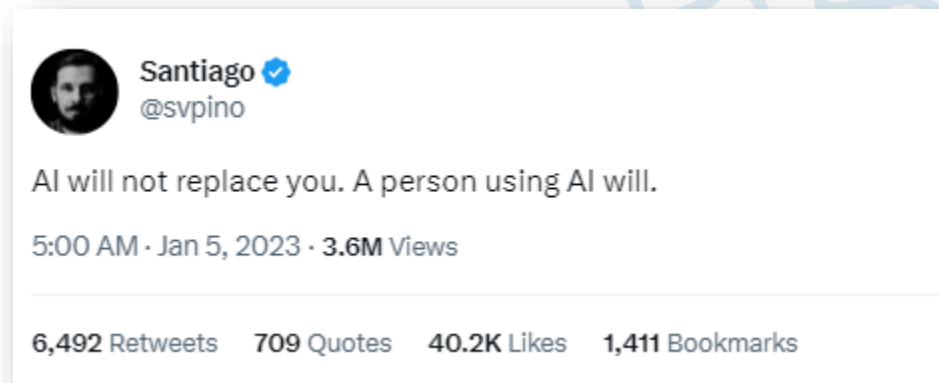 Santiago
@svpino
AI will not replace you. A person using AI will.
5:00 AM · Jan 5, 2023 · 3.6M Views
6,492 Retweets 709 Quotes 40.2K Likes 1,411 Bookmarks